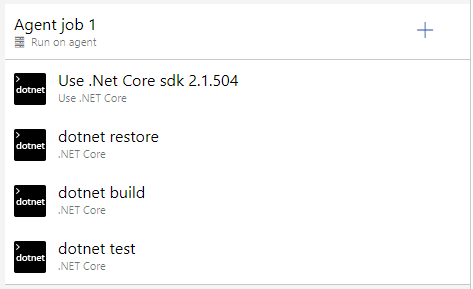 Agent job 1
Run on agent
>
dotnet
Use .Net Core sdk 2.1.504
Use .NET Core
>
dotnet
dotnet restore
.NET Core
>
dotnet
dotnet build
.NET Core
>
dotnet
dotnet test
.NET Core